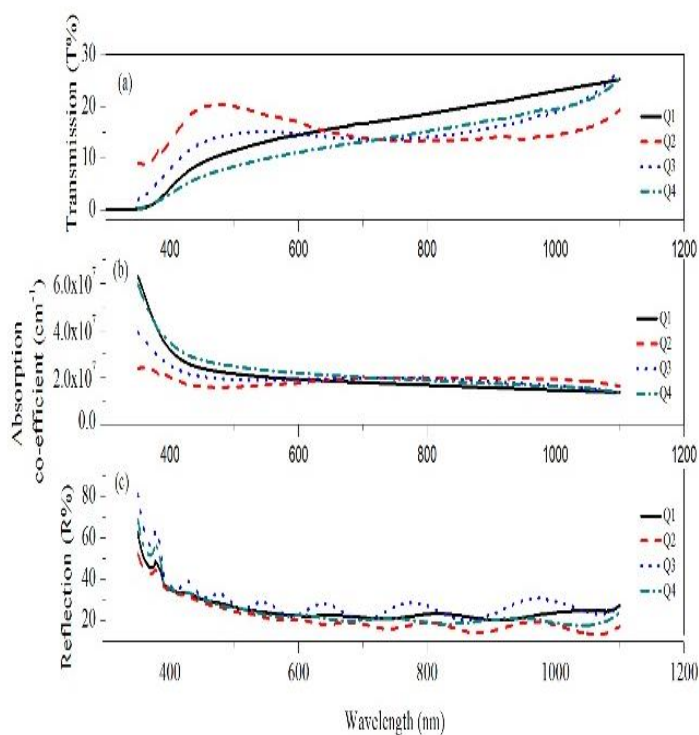 Transmission (T%)
(a)
30
20
10
0
Q1
Q2
Q3
Q4
400
600
800
1000
1200
Absorption
co-efficient (cm⁻¹)
(b)
6.0x10⁷
4.0x10⁷
2.0x10⁷
0.0
Q1
Q2
Q3
Q4
400
600
800
1000
1200
Reflection (R%)
(c)
80
60
40
20
Q1
Q2
Q3
Q4
400
600
800
1000
1200
Wavelength (nm)